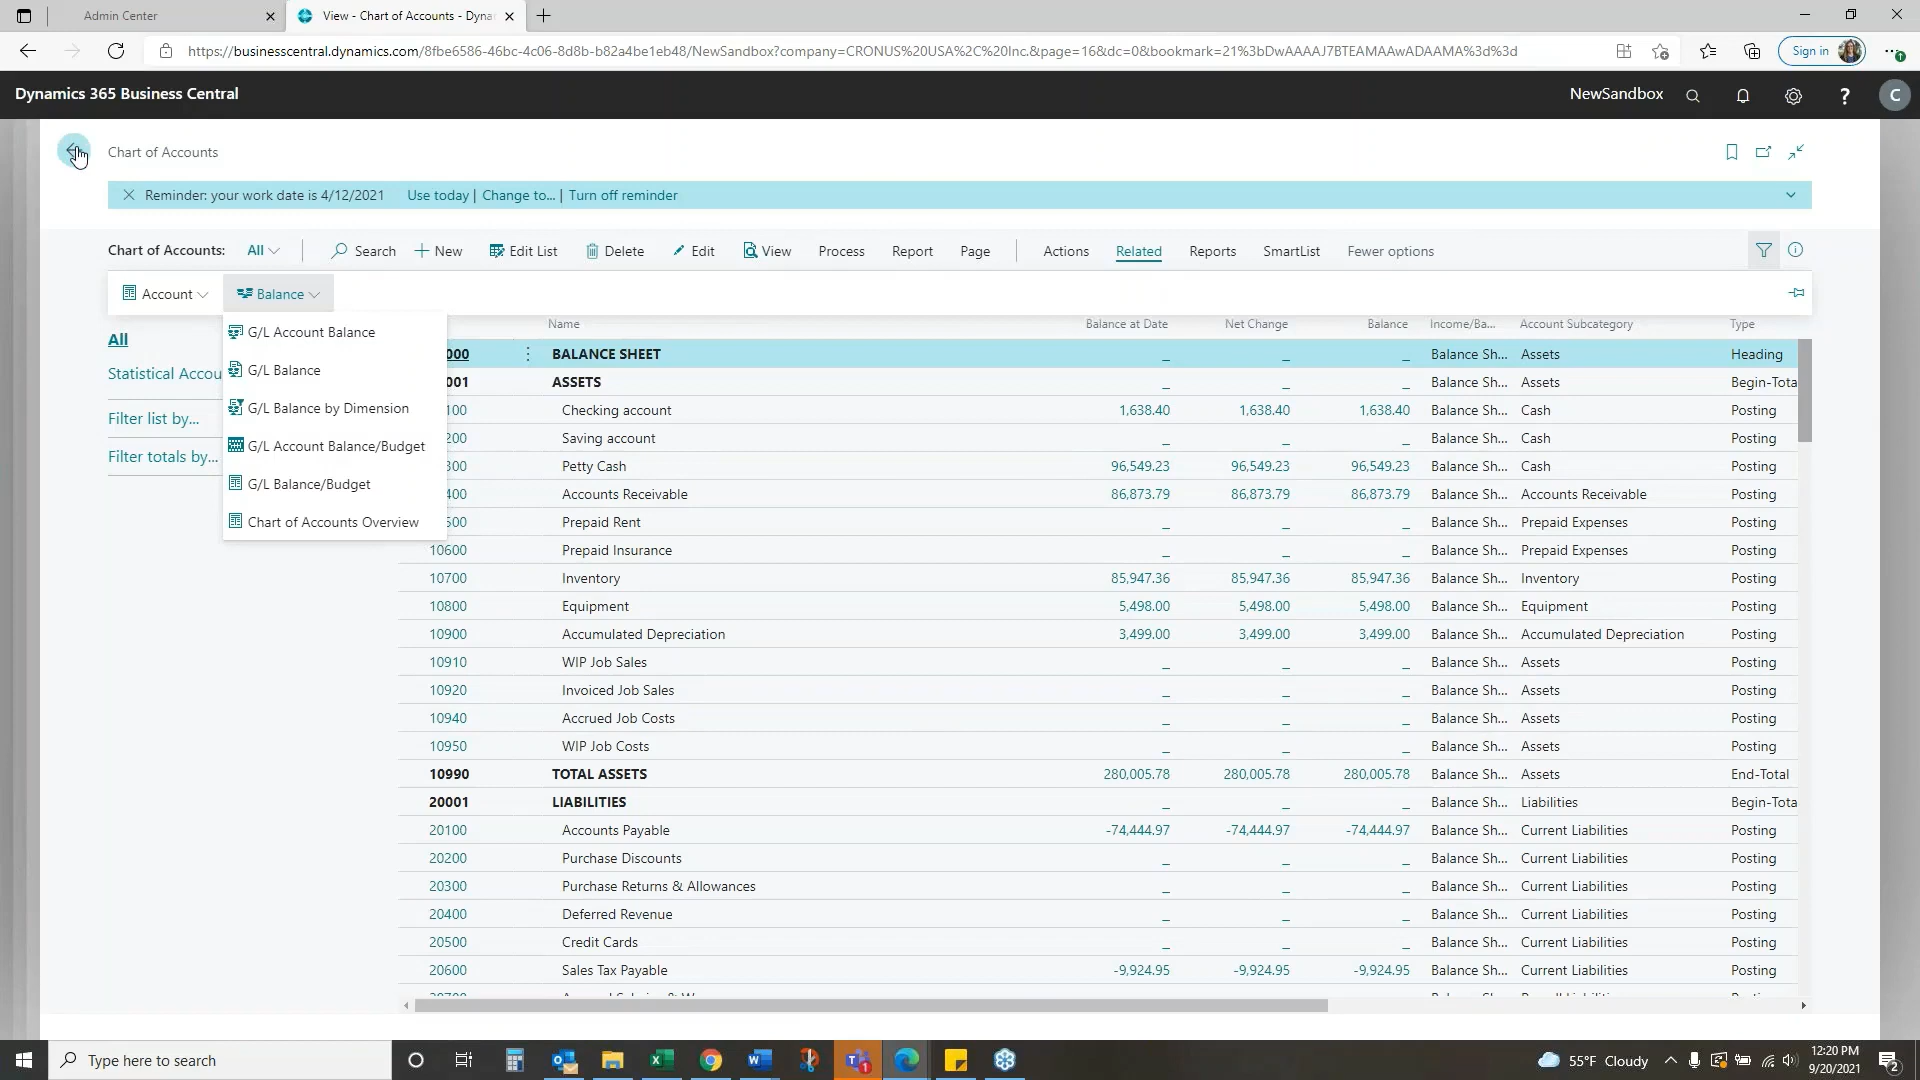 Admin Center
View - Chart of Accounts - Dyna
https://businesscentral.dynamics.com/8fbe6586-46bc-4c06-8d8b-b82a4be1eb48/NewSandbox?company=CRONUS%20USA%2C%20Inc.&page=16&dc=0&bookmark=21%3bDwAAAAJ7BTEAMAAwADAAMA%3d%3d
Sign in
Dynamics 365 Business Central
NewSandbox
?
C
Chart of Accounts
Reminder: your work date is 4/12/2021 Use today | Change to... | Turn off reminder
Chart of Accounts: All Search New Edit List Delete Edit View Process Report Page Actions Related Reports SmartList Fewer options
Account Balance
Name Balance at Date Net Change Balance Income/Ba... Account Subcategory Type
All
Statistical Accou
Filter list by...
Filter totals by...
G/L Account Balance
G/L Balance
G/L Balance by Dimension
G/L Account Balance/Budget
G/L Balance/Budget
Chart of Accounts Overview
000 BALANCE SHEET _ _ _ Balance Sh... Assets Heading
001 ASSETS _ _ _ Balance Sh... Assets Begin-Tota
100 Checking account 1,638.40 1,638.40 1,638.40 Balance Sh... Cash Posting
200 Saving account _ _ _ Balance Sh... Cash Posting
300 Petty Cash 96,549.23 96,549.23 96,549.23 Balance Sh... Cash Posting
400 Accounts Receivable 86,873.79 86,873.79 86,873.79 Balance Sh... Accounts Receivable Posting
500 Prepaid Rent _ _ _ Balance Sh... Prepaid Expenses Posting
10600 Prepaid Insurance _ _ _ Balance Sh... Prepaid Expenses Posting
10700 Inventory 85,947.36 85,947.36 85,947.36 Balance Sh... Inventory Posting
10800 Equipment 5,498.00 5,498.00 5,498.00 Balance Sh... Equipment Posting
10900 Accumulated Depreciation 3,499.00 3,499.00 3,499.00 Balance Sh... Accumulated Depreciation Posting
10910 WIP Job Sales _ _ _ Balance Sh... Assets Posting
10920 Invoiced Job Sales _ _ _ Balance Sh... Assets Posting
10940 Accrued Job Costs _ _ _ Balance Sh... Assets Posting
10950 WIP Job Costs _ _ _ Balance Sh... Assets Posting
10990 TOTAL ASSETS 280,005.78 280,005.78 280,005.78 Balance Sh... Assets End-Total
20001 LIABILITIES _ _ _ Balance Sh... Liabilities Begin-Tota
20100 Accounts Payable -74,444.97 -74,444.97 -74,444.97 Balance Sh... Current Liabilities Posting
20200 Purchase Discounts _ _ _ Balance Sh... Current Liabilities Posting
20300 Purchase Returns & Allowances _ _ _ Balance Sh... Current Liabilities Posting
20400 Deferred Revenue _ _ _ Balance Sh... Current Liabilities Posting
20500 Credit Cards _ _ _ Balance Sh... Current Liabilities Posting
20600 Sales Tax Payable -9,924.95 -9,924.95 -9,924.95 Balance Sh... Current Liabilities Posting
Type here to search
55°F Cloudy
12:20 PM
9/20/2021
2